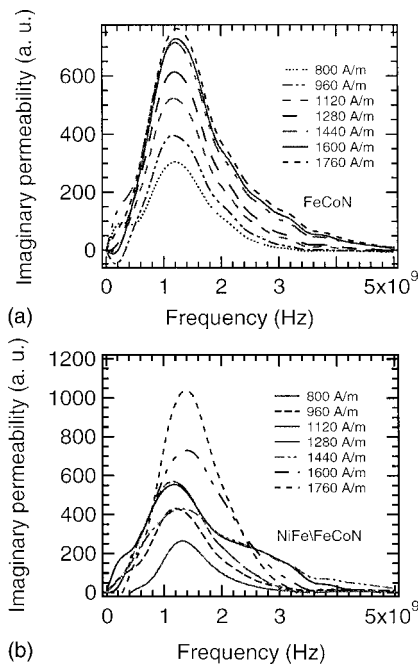 Imaginary permeability (a. u.)
600
400
200
0
800 A/m
960 A/m
1120 A/m
1280 A/m
1440 A/m
1600 A/m
1760 A/m
FeCoN
0 1 2 3 4 5x10⁹
(a) Frequency (Hz)
Imaginary permeability (a. u.)
1200
1000
800
600
400
200
0
800 A/m
960 A/m
1120 A/m
1280 A/m
1440 A/m
1600 A/m
1760 A/m
NiFe\FeCoN
0 1 2 3 4 5x10⁹
(b) Frequency (Hz)